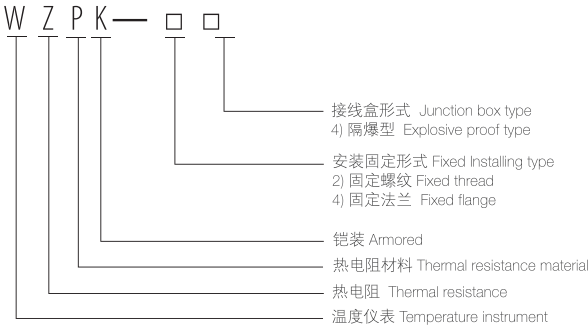 W Z P K — □ □
接线盒形式 Junction box type
4) 隔爆型 Explosive proof type
安装固定形式 Fixed Installing type
2) 固定螺纹 Fixed thread
4) 固定法兰 Fixed flange
铠装 Armored
热电阻材料 Thermal resistance material
热电阻 Thermal resistance
温度仪表 Temperature instrument